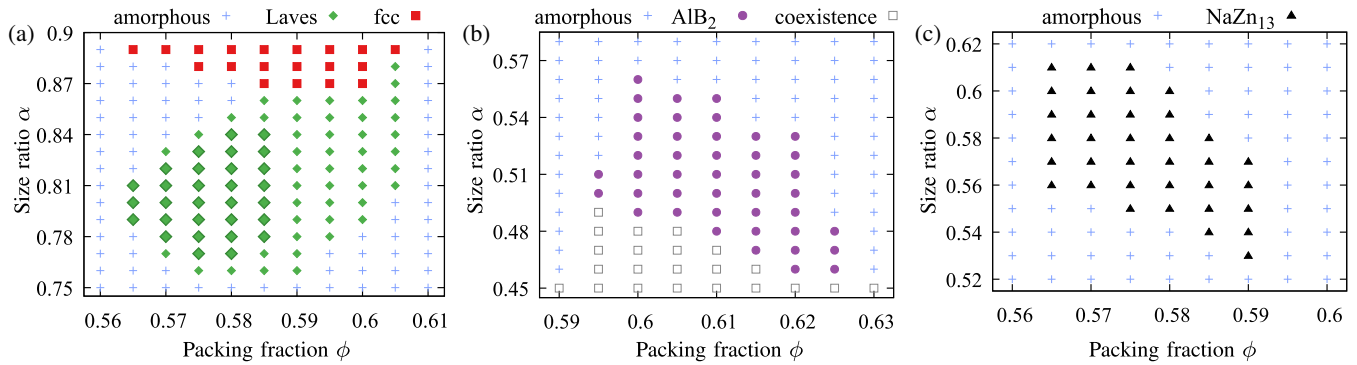 amorphous Laves fcc
(a)
0.9
0.87
0.84
0.81
0.78
0.75
Size ratio α
0.56 0.57 0.58 0.59 0.6 0.61
Packing fraction ϕ
amorphous AlB₂ coexistence
(b)
0.57
0.54
0.51
0.48
0.45
Size ratio α
0.59 0.6 0.61 0.62 0.63
Packing fraction ϕ
amorphous NaZn₁₃
(c)
0.62
0.6
0.58
0.56
0.54
0.52
Size ratio α
0.56 0.57 0.58 0.59 0.6
Packing fraction ϕ